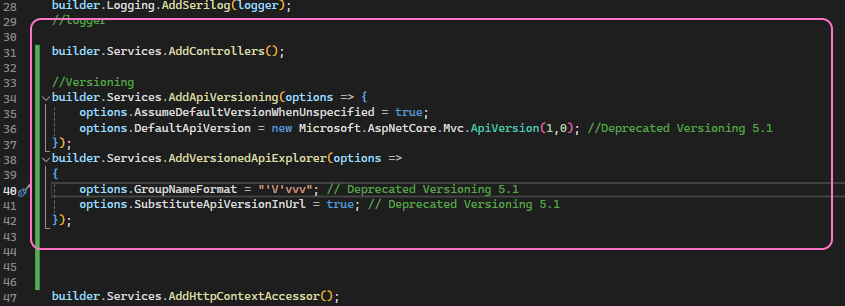 28 builder.Logging.AddSerilog(logger);
29 //logger
30
31 builder.Services.AddControllers();
32
33 //Versioning
34 builder.Services.AddApiVersioning(options => {
35 options.AssumeDefaultVersionWhenUnspecified = true;
36 options.DefaultApiVersion = new Microsoft.AspNetCore.Mvc.ApiVersion(1,0); //Deprecated Versioning 5.1
37 });
38 builder.Services.AddVersionedApiExplorer(options =>
39 {
40 options.GroupNameFormat = "'V'vvv"; // Deprecated Versioning 5.1
41 options.SubstituteApiVersionInUrl = true; // Deprecated Versioning 5.1
42 });
43
44
45
46
47 builder.Services.AddHttpContextAccessor();